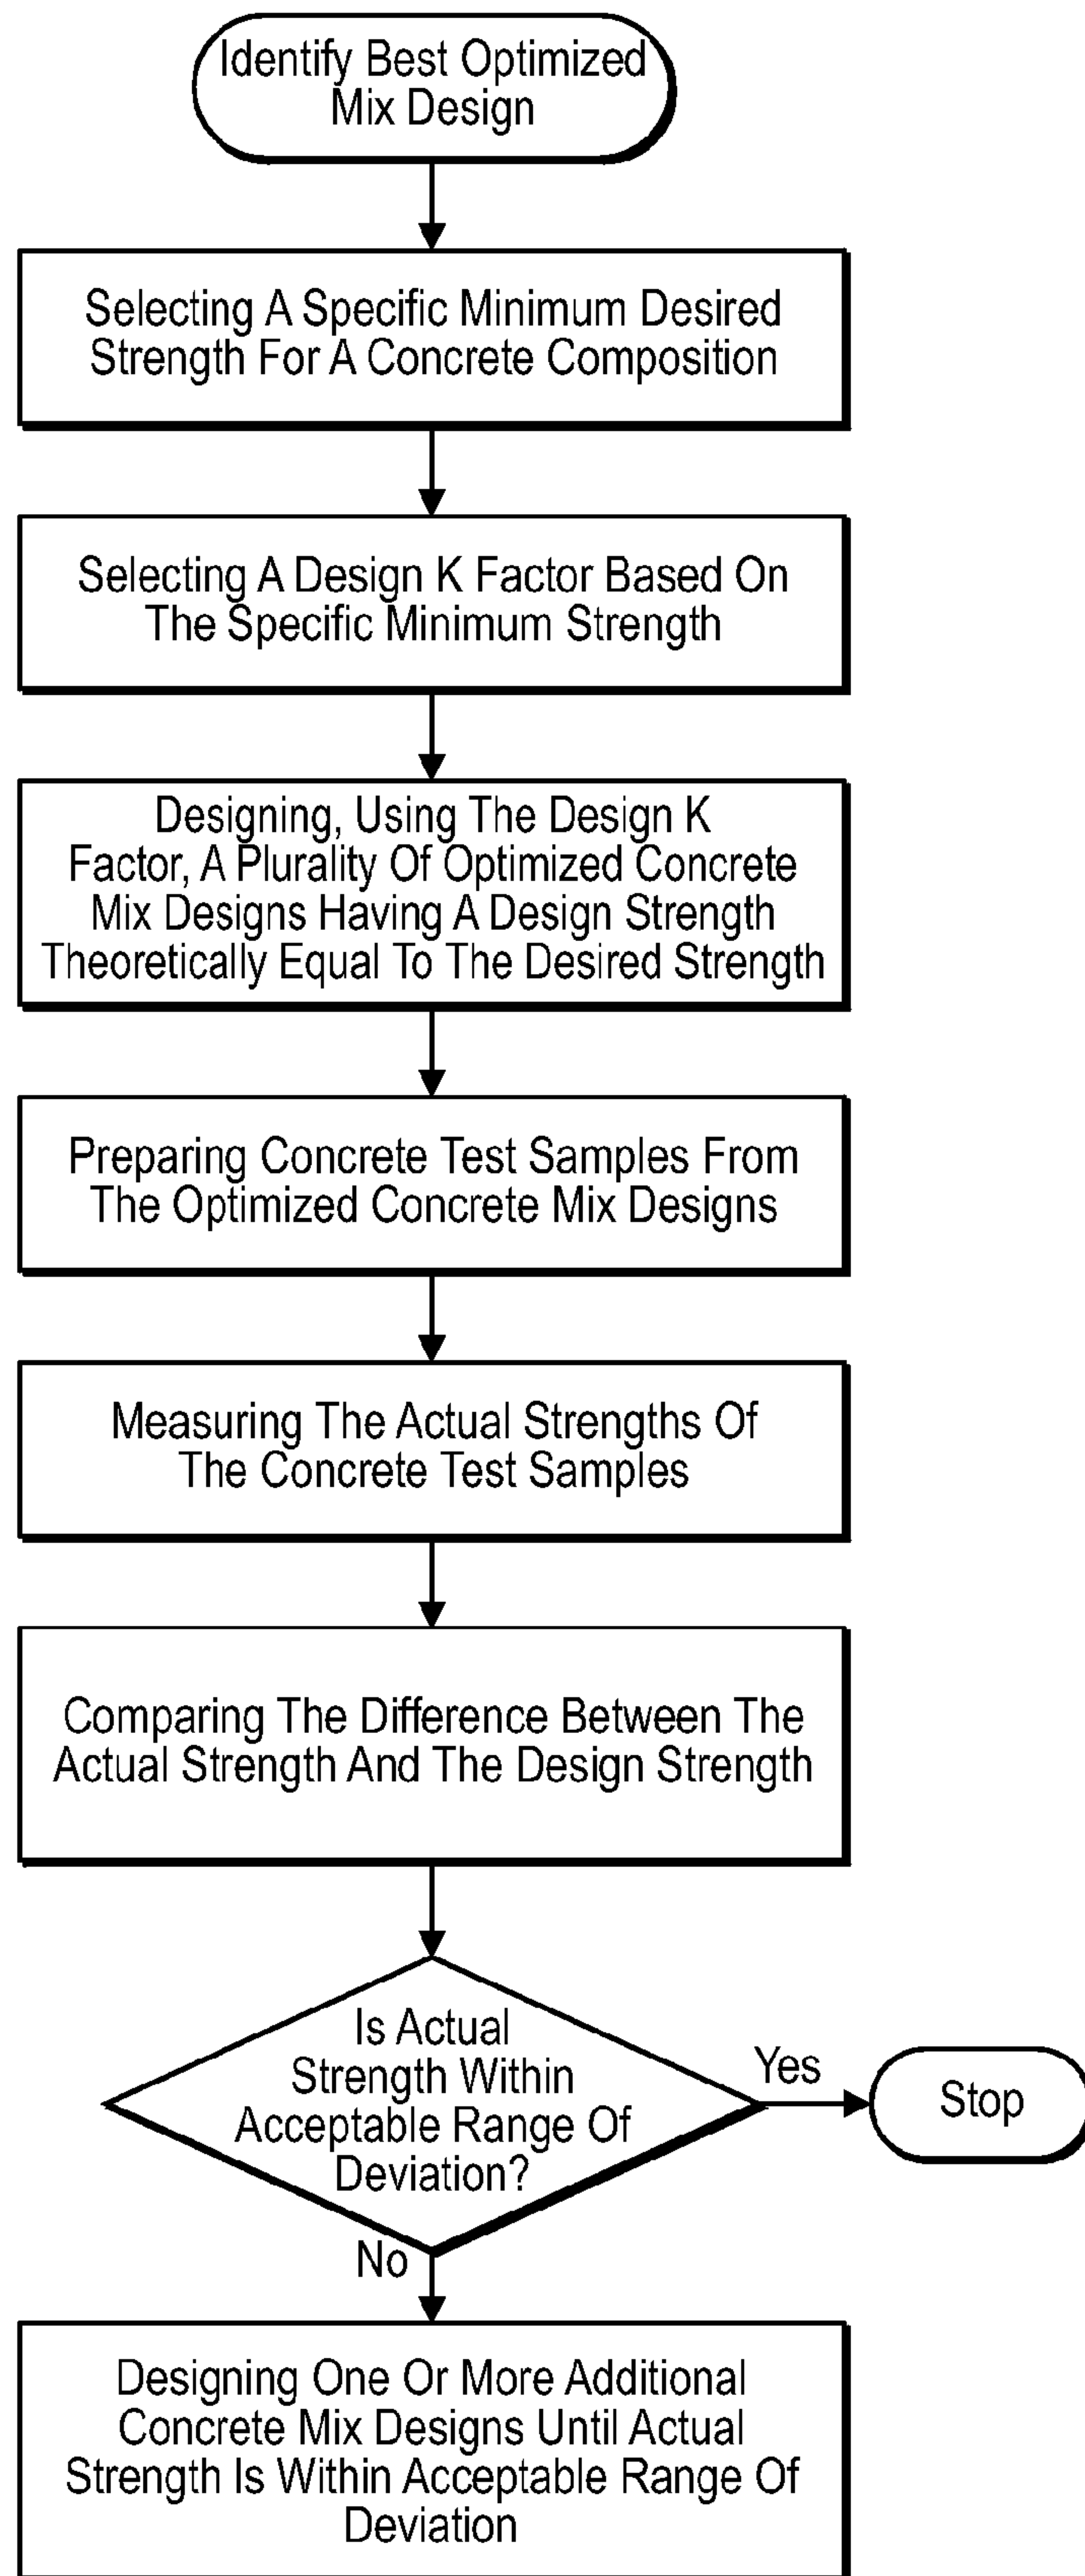 Identify Best Optimized
Mix Design
Selecting A Specific Minimum Desired
Strength For A Concrete Composition
Selecting A Design K Factor Based On
The Specific Minimum Strength
Designing, Using The Design K
Factor, A Plurality Of Optimized Concrete
Mix Designs Having A Design Strength
Theoretically Equal To The Desired Strength
Preparing Concrete Test Samples From
The Optimized Concrete Mix Designs
Measuring The Actual Strengths Of
The Concrete Test Samples
Comparing The Difference Between The
Actual Strength And The Design Strength
Is Actual
Strength Within
Acceptable Range Of
Deviation?
Yes
Stop
No
Designing One Or More Additional
Concrete Mix Designs Until Actual
Strength Is Within Acceptable Range Of
Deviation